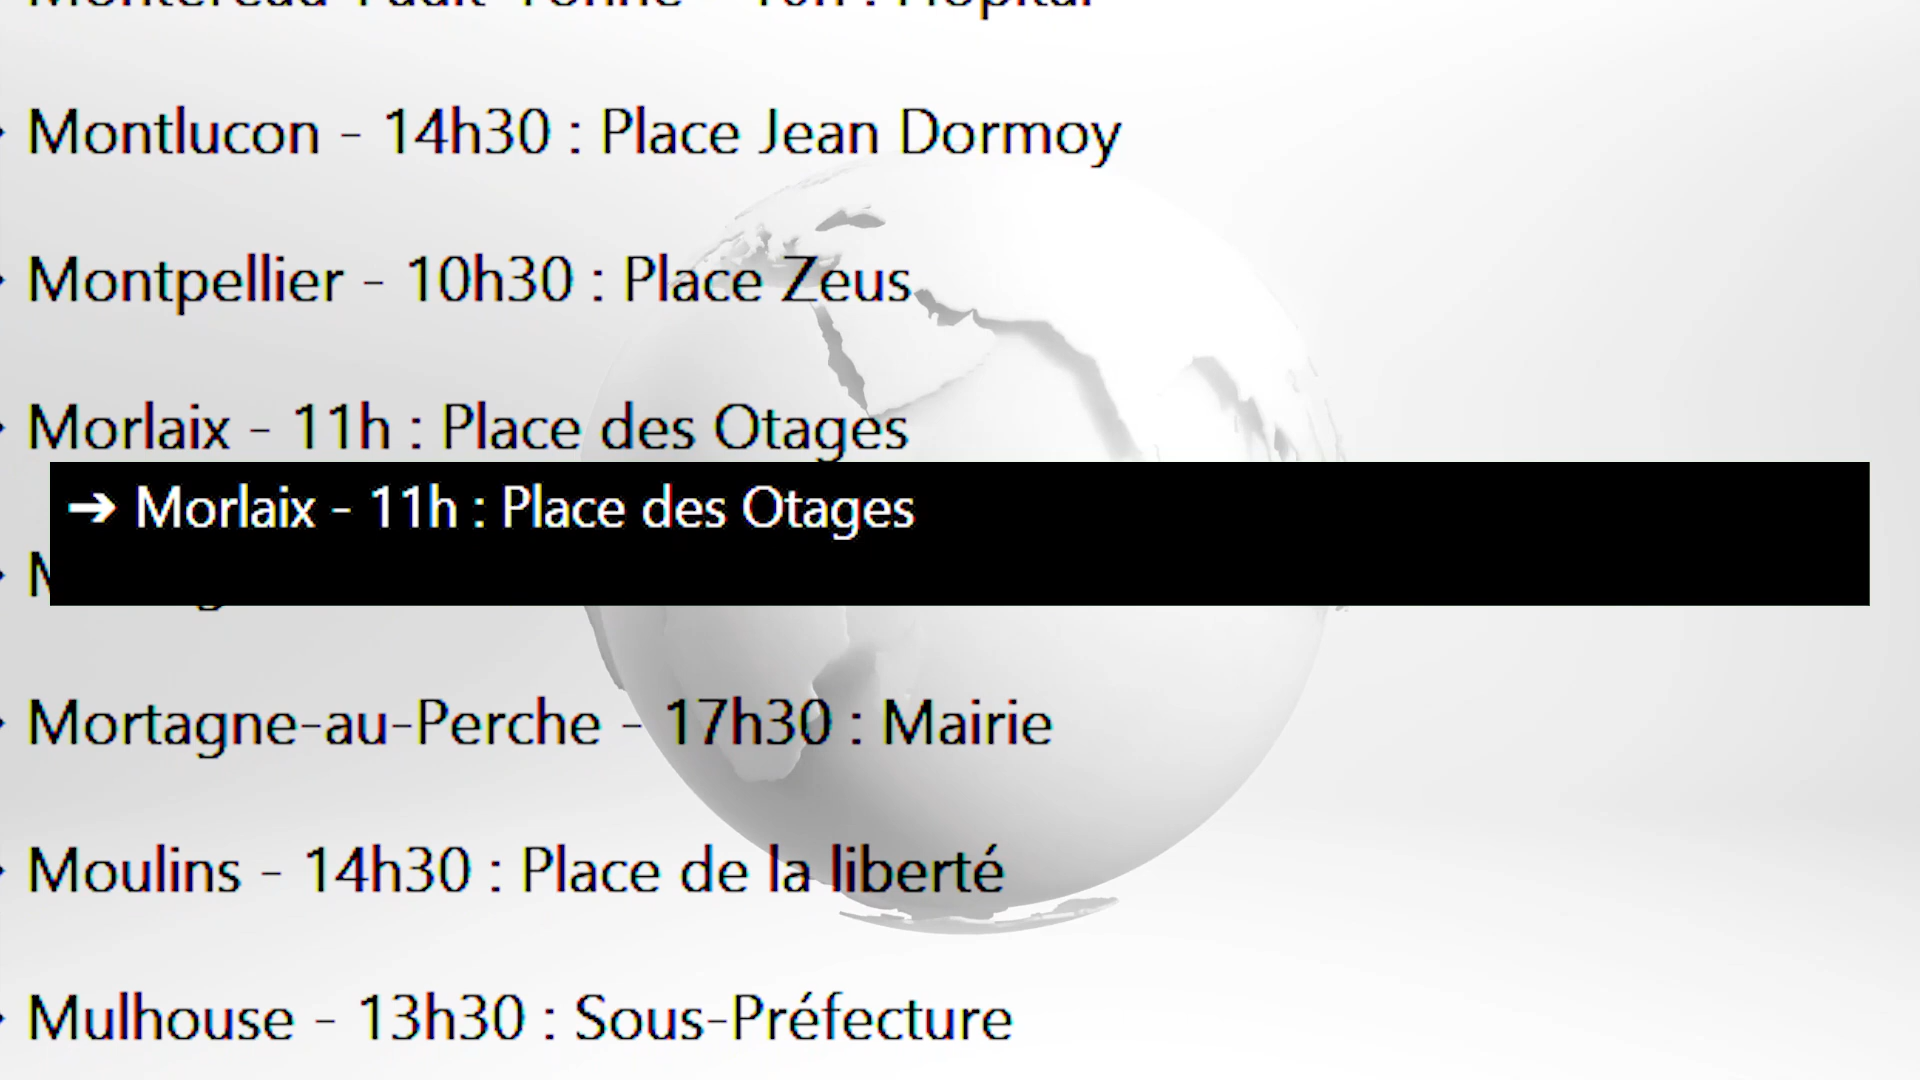 Montlucon - 14h30 : Place Jean Dormoy
Montpellier - 10h30 : Place Zeus
Morlaix - 11h : Place des Otages
➔ Morlaix - 11h : Place des Otages
Mortagne-au-Perche - 17h30 : Mairie
Moulins - 14h30 : Place de la liberté
Mulhouse - 13h30 : Sous-Préfecture